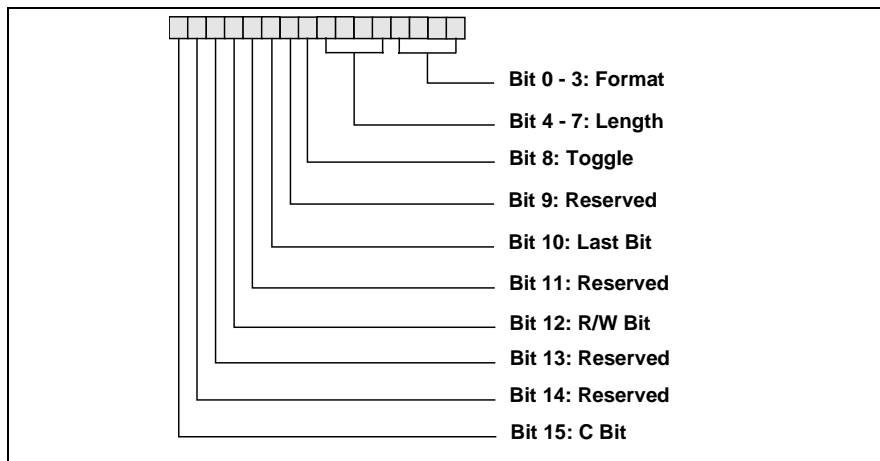 Bit 0 - 3: Format
Bit 4 - 7: Length
Bit 8: Toggle
Bit 9: Reserved
Bit 10: Last Bit
Bit 11: Reserved
Bit 12: R/W Bit
Bit 13: Reserved
Bit 14: Reserved
Bit 15: C Bit